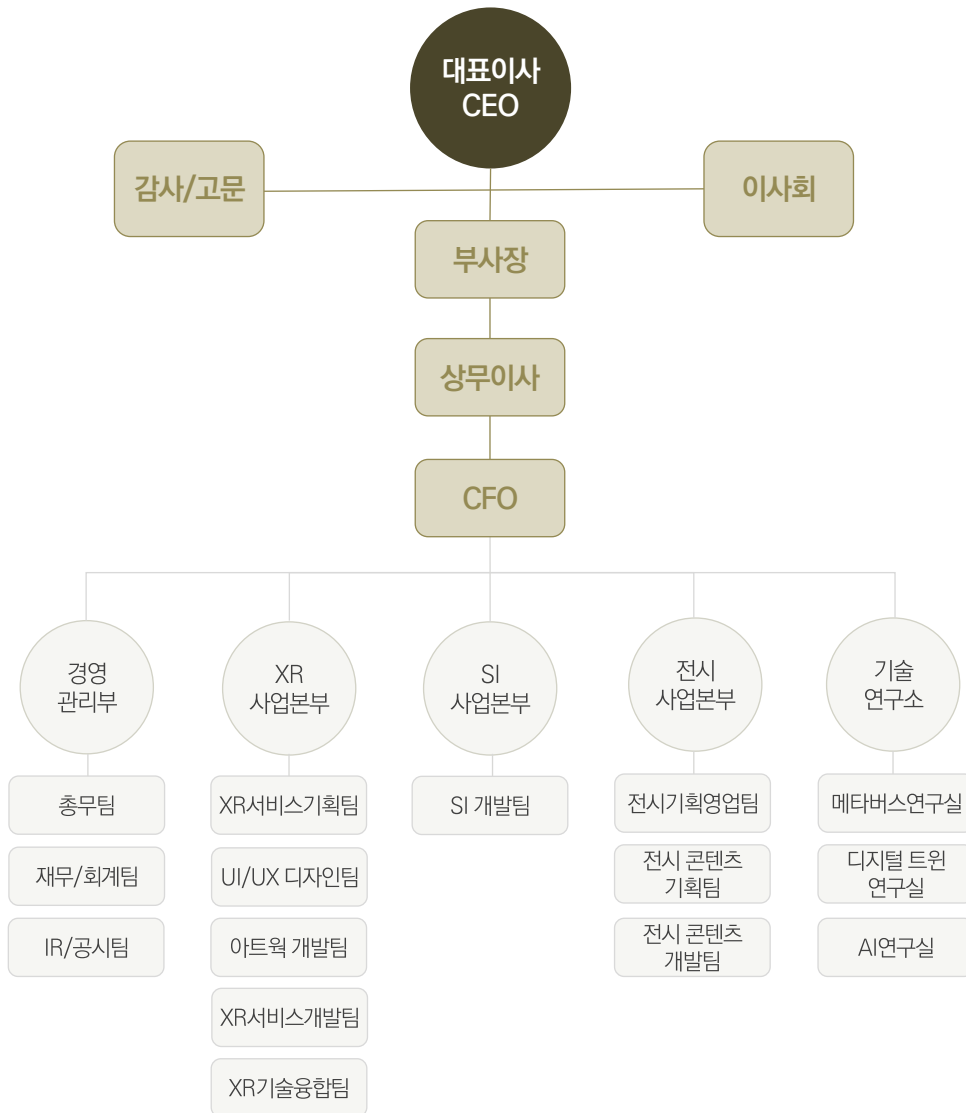 대표이사
CEO
감사/고문
이사회
부사장
상무이사
CFO
경영
관리부
XR
사업본부
SI
사업본부
전시
사업본부
기술
연구소
총무팀
재무/회계팀
IR/공시팀
XR서비스기획팀
UI/UX 디자인팀
아트웍 개발팀
XR서비스개발팀
XR기술융합팀
SI 개발팀
전시기획영업팀
전시 콘텐츠
기획팀
전시 콘텐츠
개발팀
메타버스연구실
디지털 트윈
연구실
AI연구실